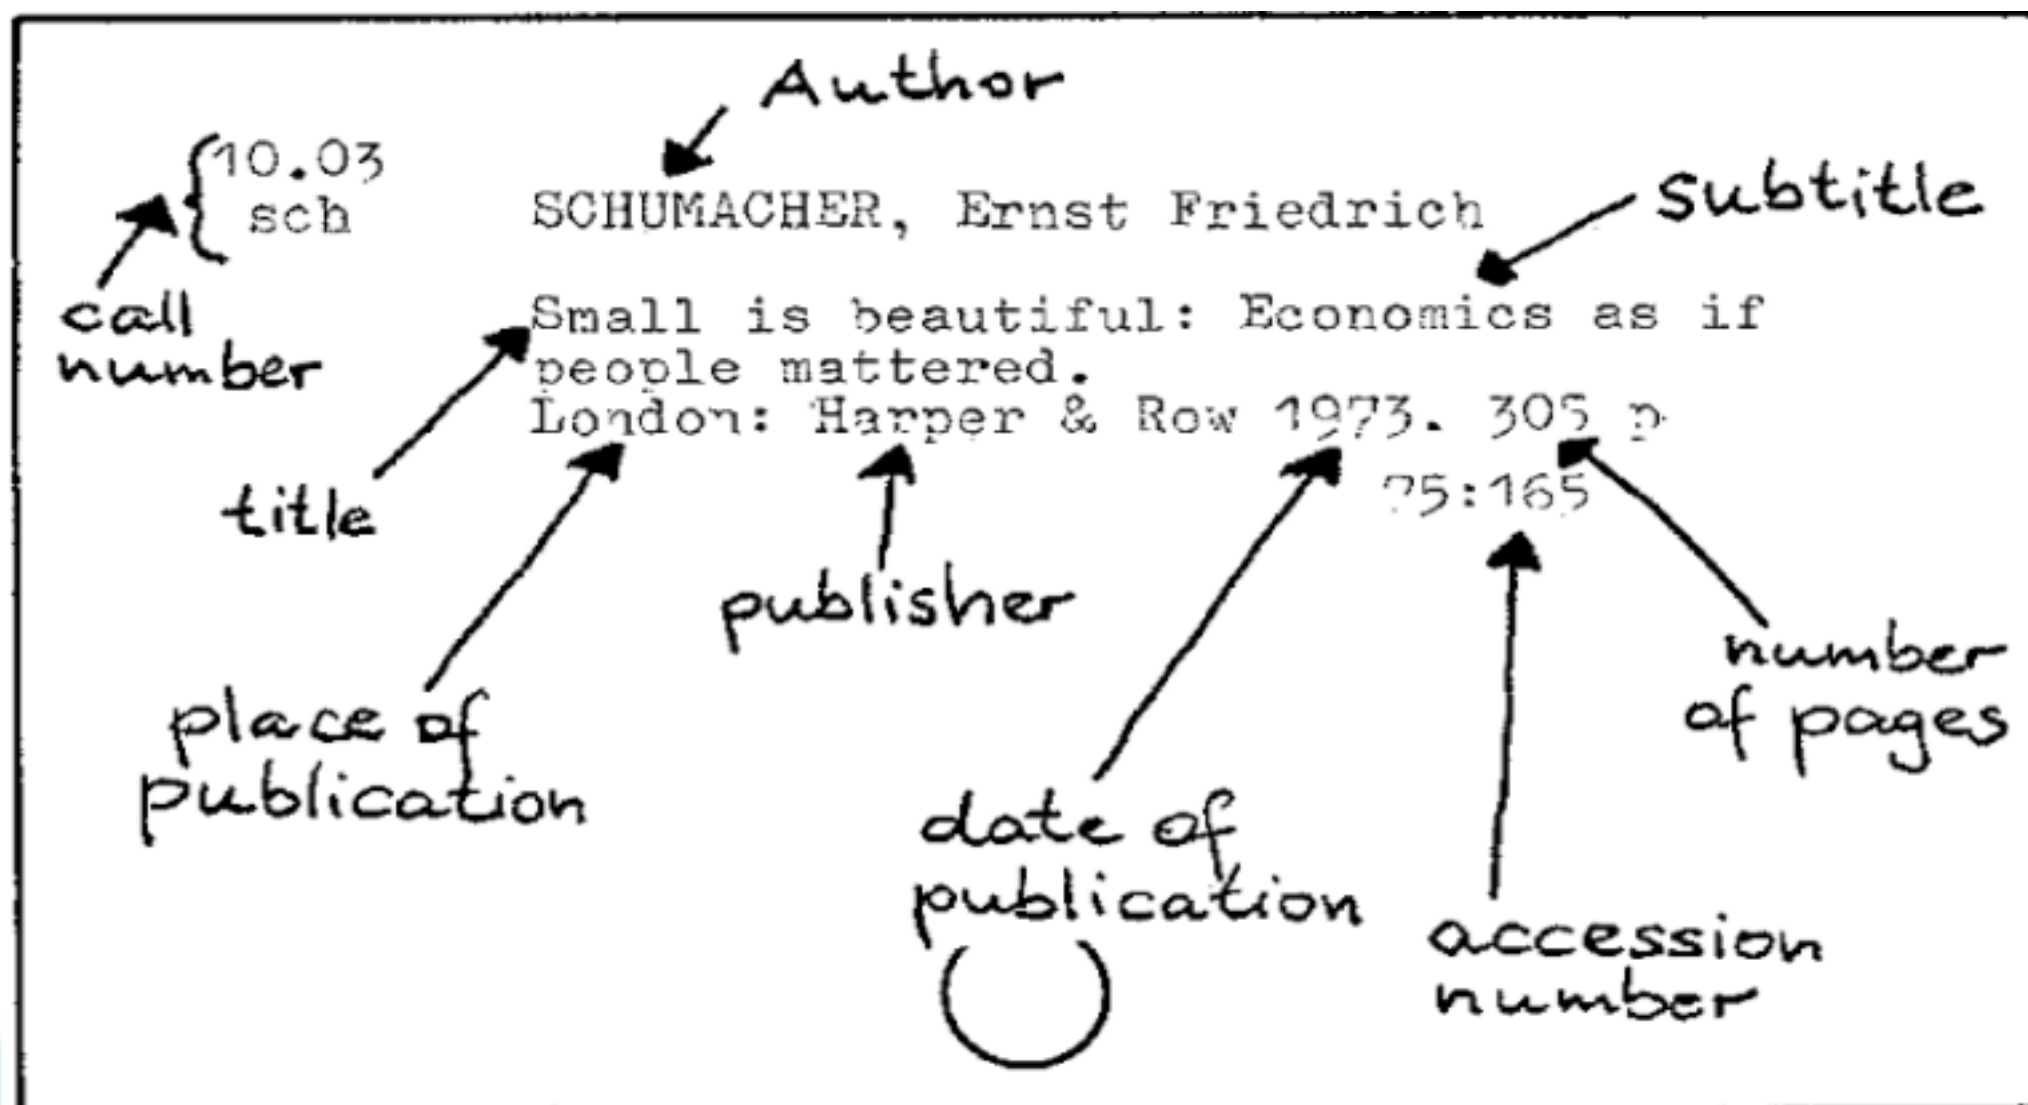 Author
10.03
sch
SCHUMACHER, Ernst Friedrich
subtitle
call
number
Small is beautiful: Economics as if
people mattered.
London: Harper & Row 1973. 305 p
75:165
title
publisher
number
of pages
place of
publication
date of
publication
accession
number